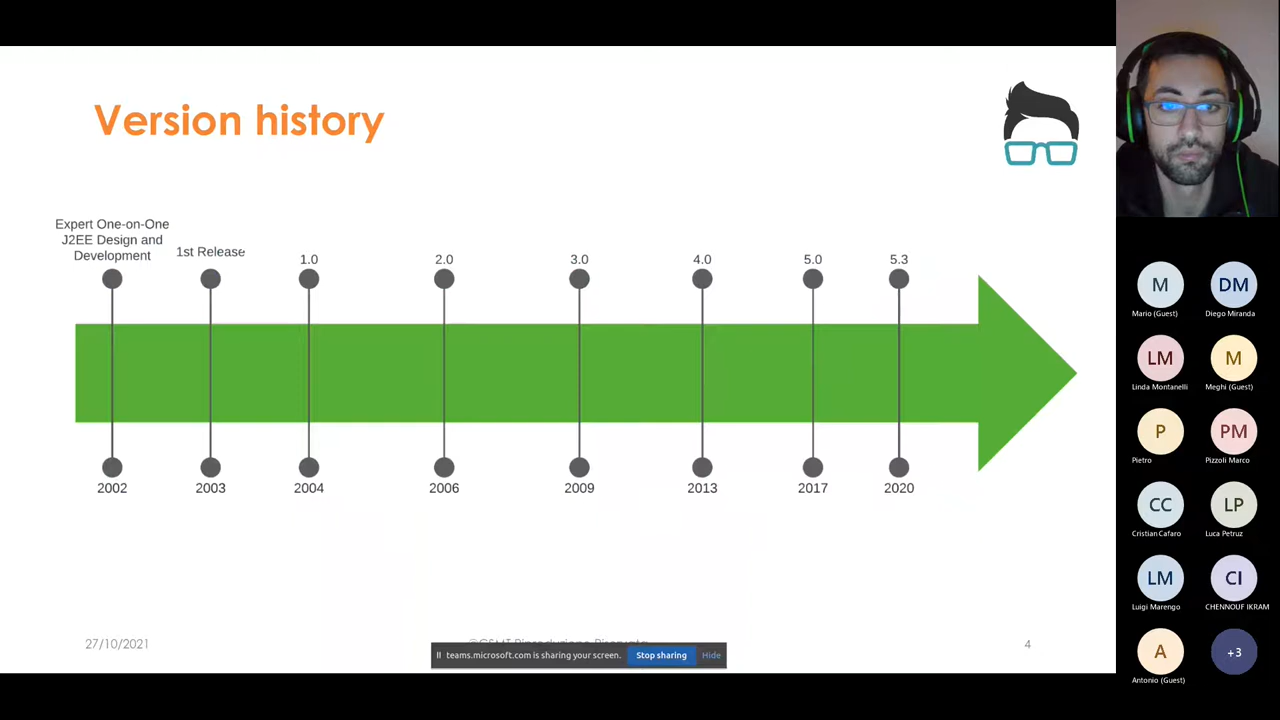 Version history
Expert One-on-One
J2EE Design and
Development
1st Release
1.0
2.0
3.0
4.0
5.0
5.3
2002
2003
2004
2006
2009
2013
2017
2020
27/10/2021
4
teams.microsoft.com is sharing your screen.
Stop sharing
Hide
M
DM
Mario (Guest)
Diego Miranda
LM
M
Linda Montanelli
Meghi (Guest)
P
PM
Pietro
Pizzoli Marco
CC
LP
Cristian Cafaro
Luca Petruz
LM
CI
Luigi Marengo
CHENNOUF IKRAM
A
+3
Antonio (Guest)